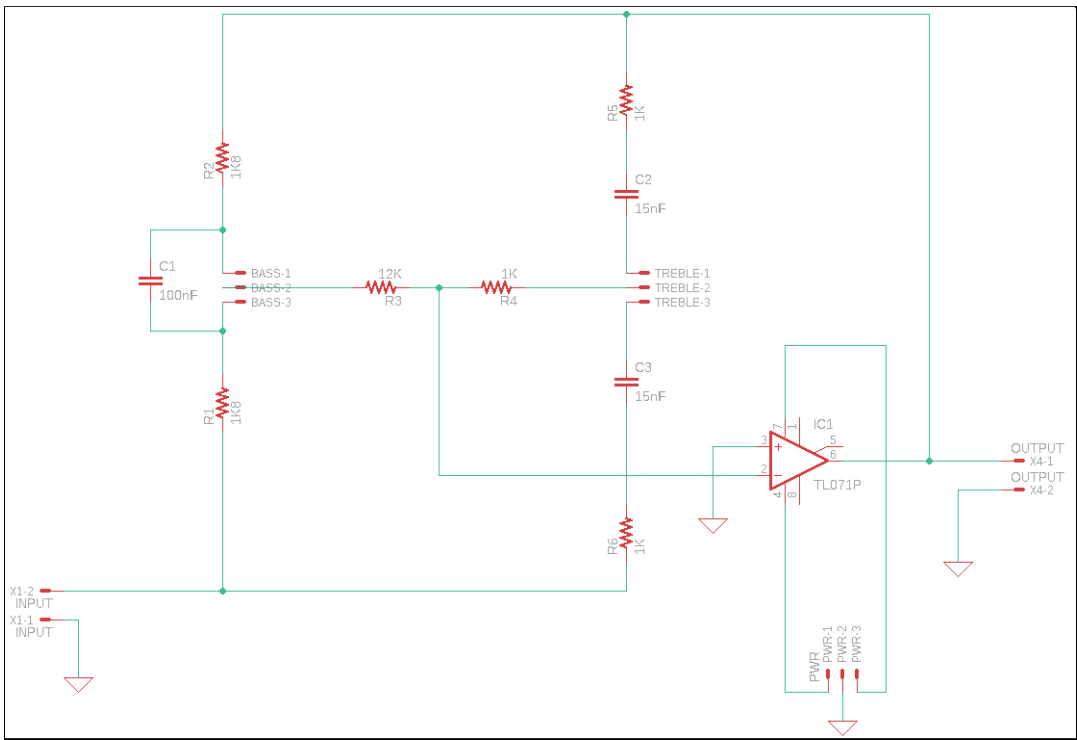 R5
1K
R2
1K8
C2
15nF
C1
100nF
BASS-1
BASS-2
BASS-3
12K
R3
1K
R4
TREBLE-1
TREBLE-2
TREBLE-3
C3
15nF
R1
1K8
IC1
7
1
3
+
5
6
2
-
4
8
TL071P
OUTPUT
X4-1
OUTPUT
X4-2
R6
1K
X1-2
INPUT
X1-1
INPUT
PWR
PWR-1
PWR-2
PWR-3